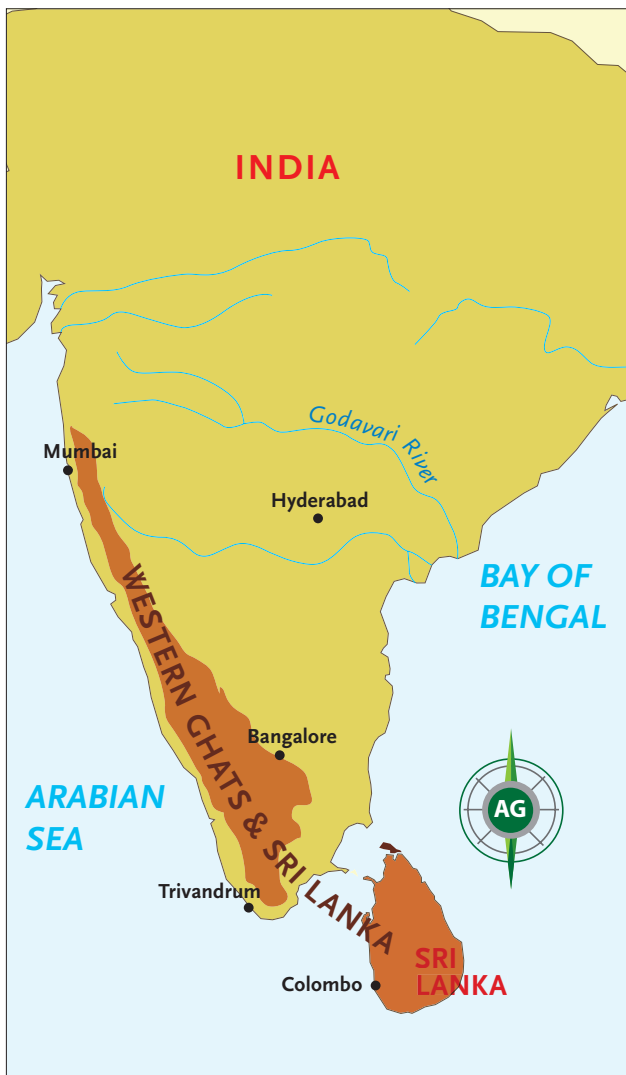 INDIA
Godavari River
Mumbai
Hyderabad
BAY OF
BENGAL
WESTERN GHATS & SRI LANKA
Bangalore
ARABIAN
SEA
AG
Trivandrum
SRI
LANKA
Colombo